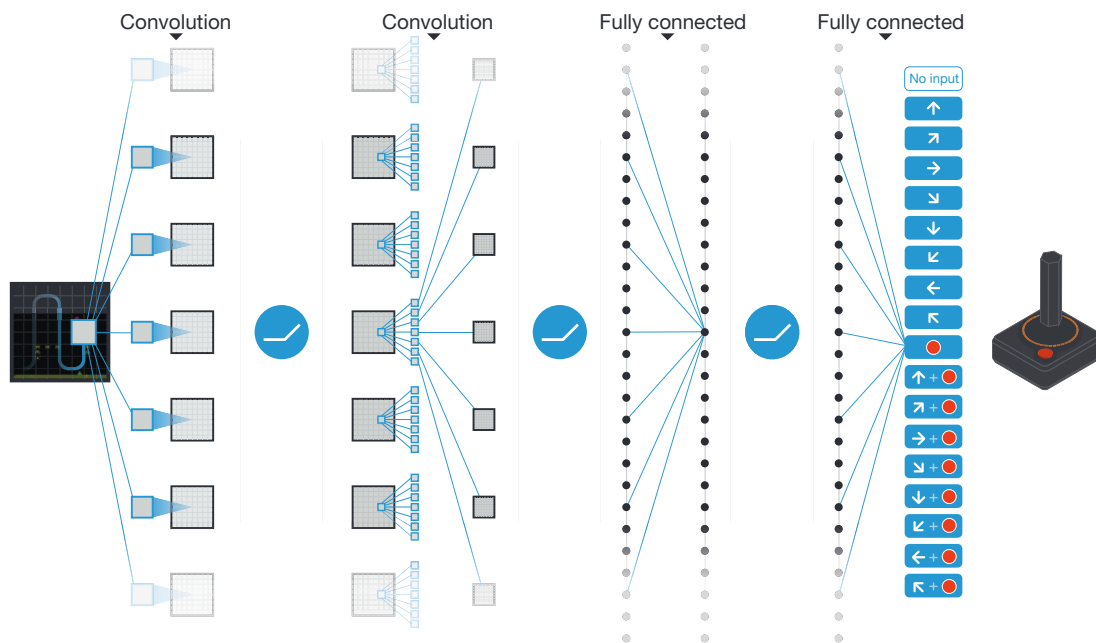 Convolution
Convolution
Fully connected
Fully connected
No input
+
+
+
+
+
+
+
+